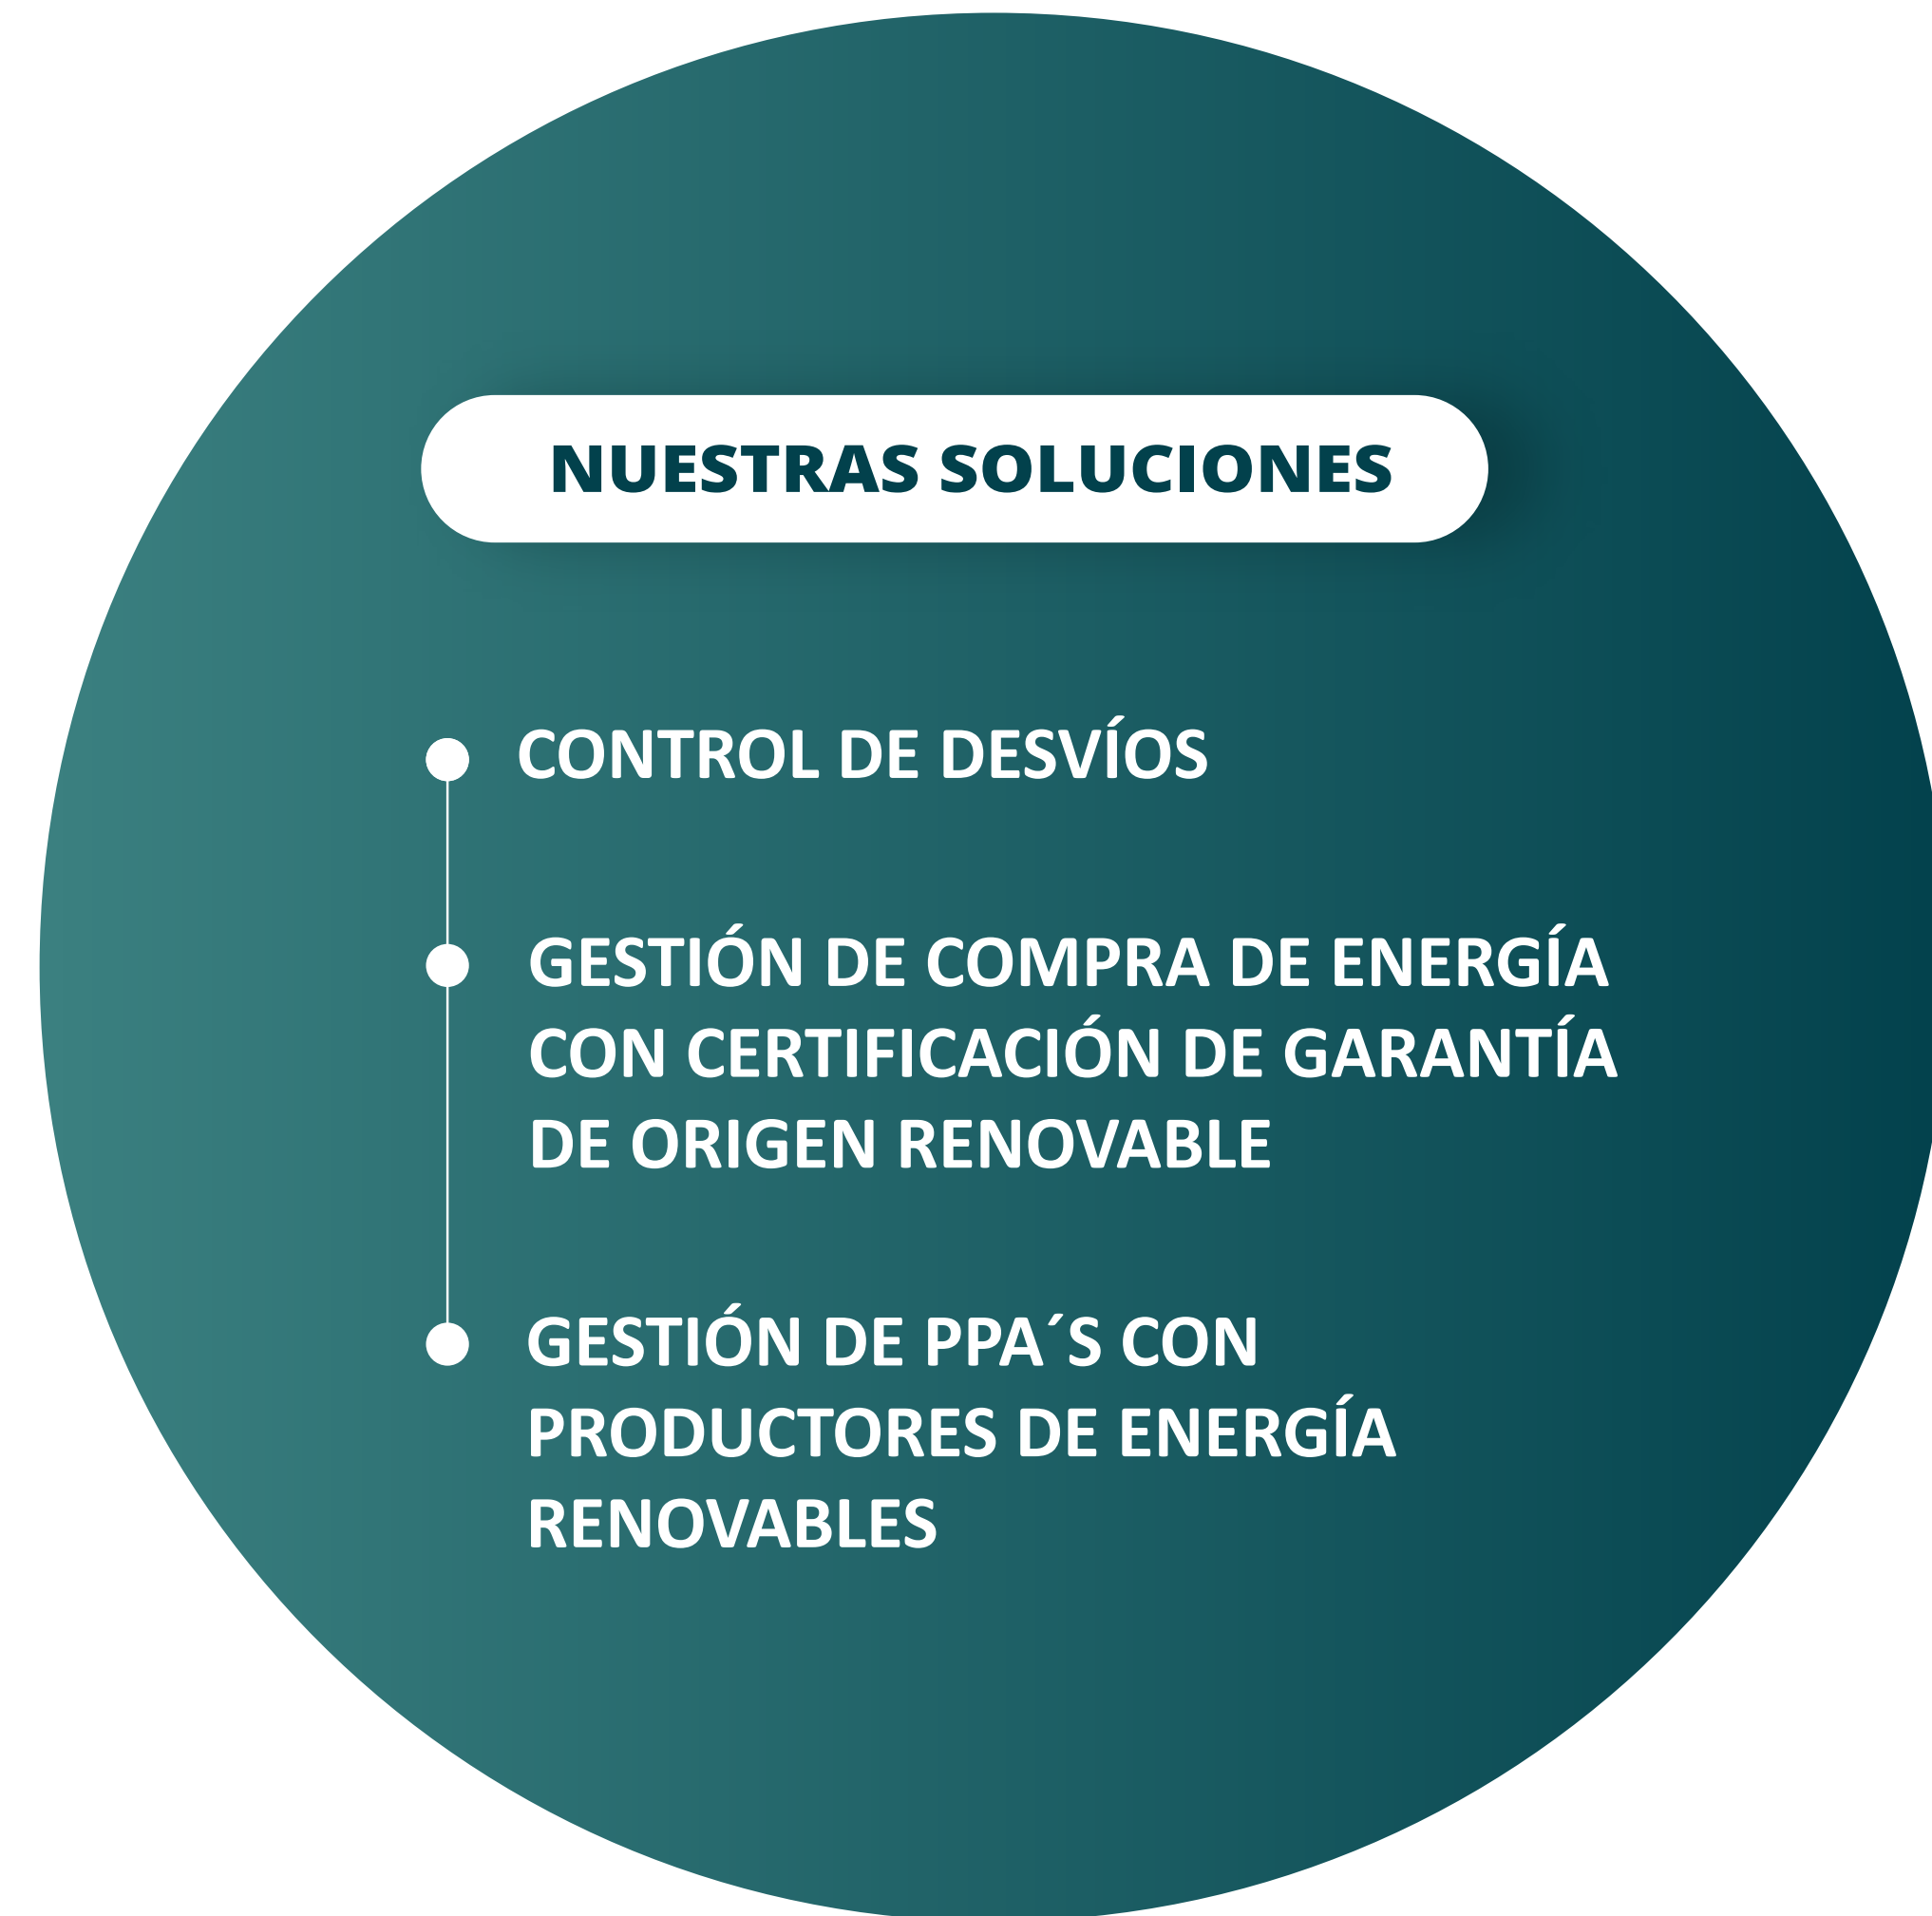 NUESTRAS SOLUCIONES
CONTROL DE DESVÍOS
GESTIÓN DE COMPRA DE ENERGÍA
CON CERTIFICACIÓN DE GARANTÍA
DE ORIGEN RENOVABLE
GESTIÓN DE PPA´S CON
PRODUCTORES DE ENERGÍA
RENOVABLES